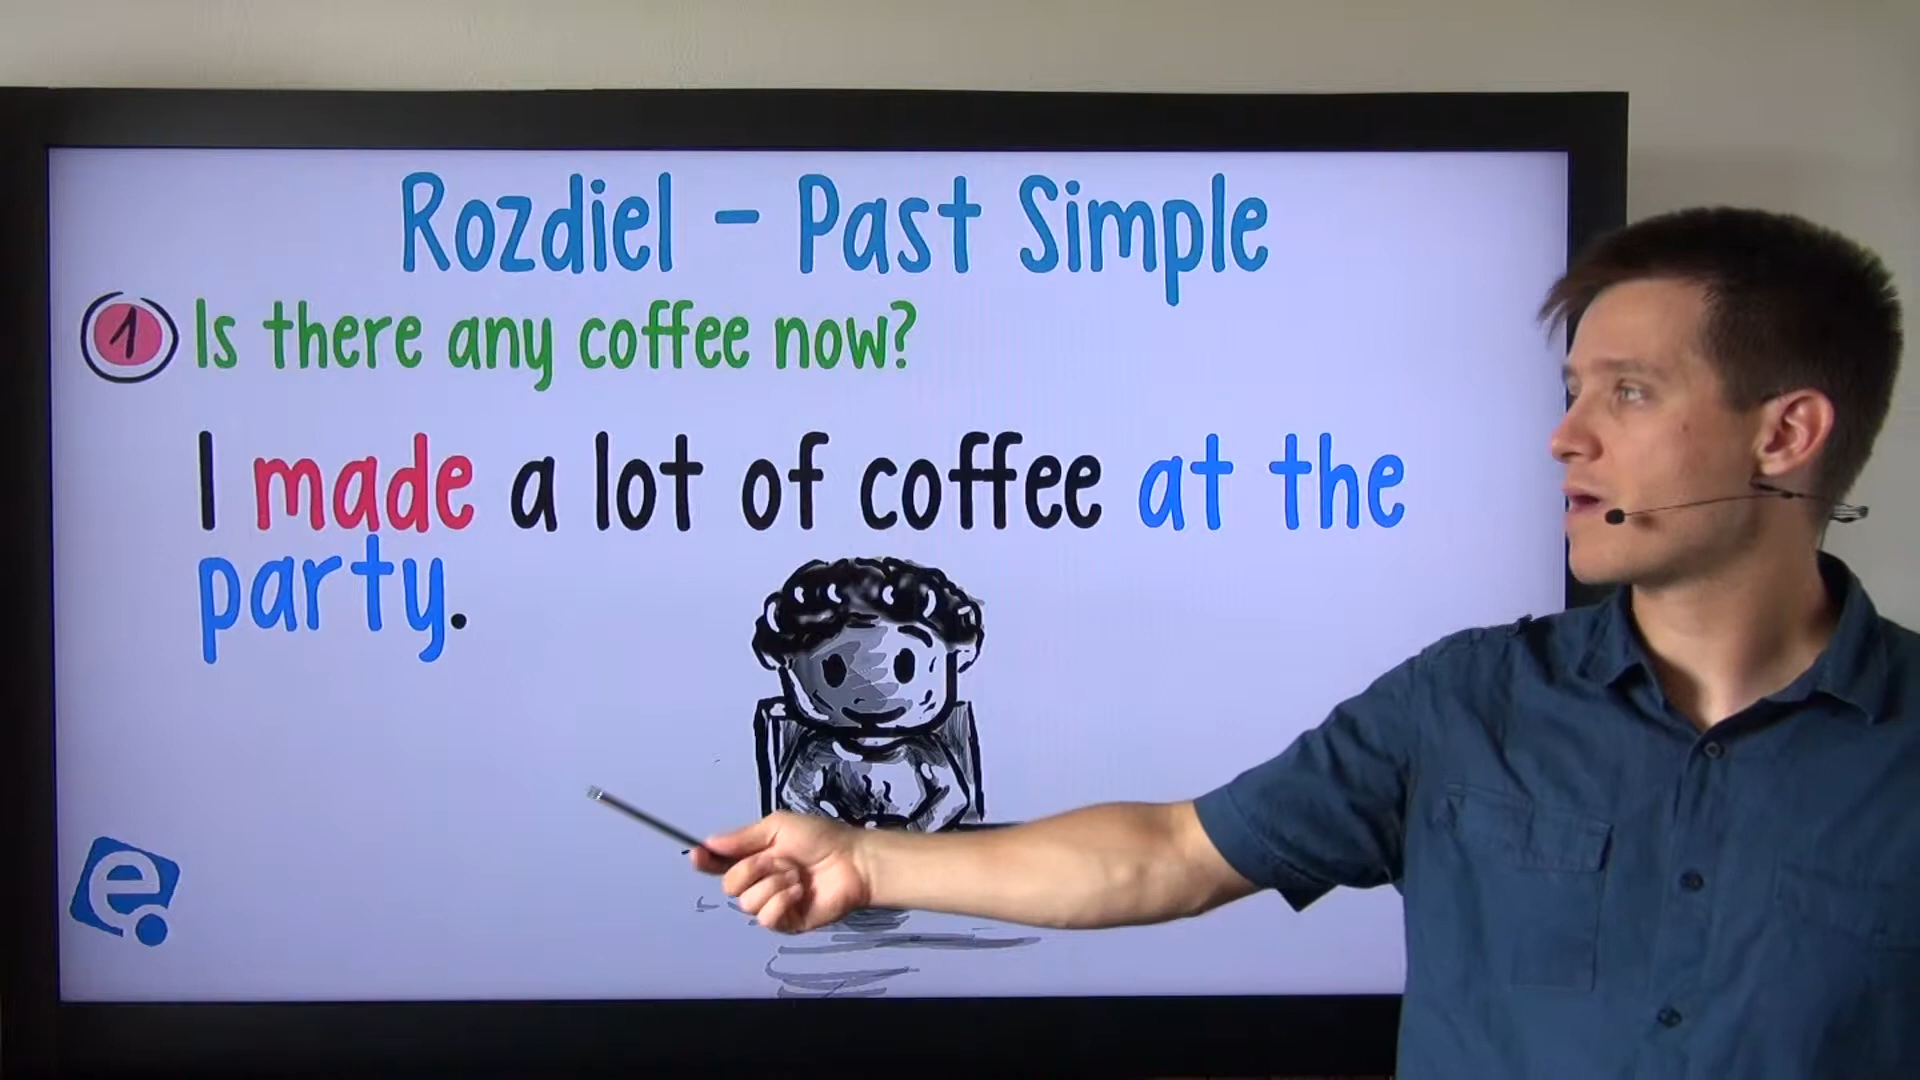 Rozdiel - Past Simple
1 Is there any coffee now?
I made a lot of coffee at the
party.
e